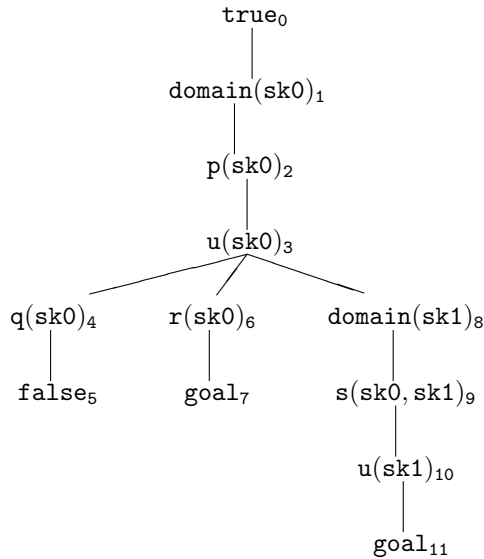 true₀
domain(sk0)₁
p(sk0)₂
u(sk0)₃
q(sk0)₄ r(sk0)₆ domain(sk1)₈
false₅ goal₇ s(sk0, sk1)₉
u(sk1)₁₀
goal₁₁